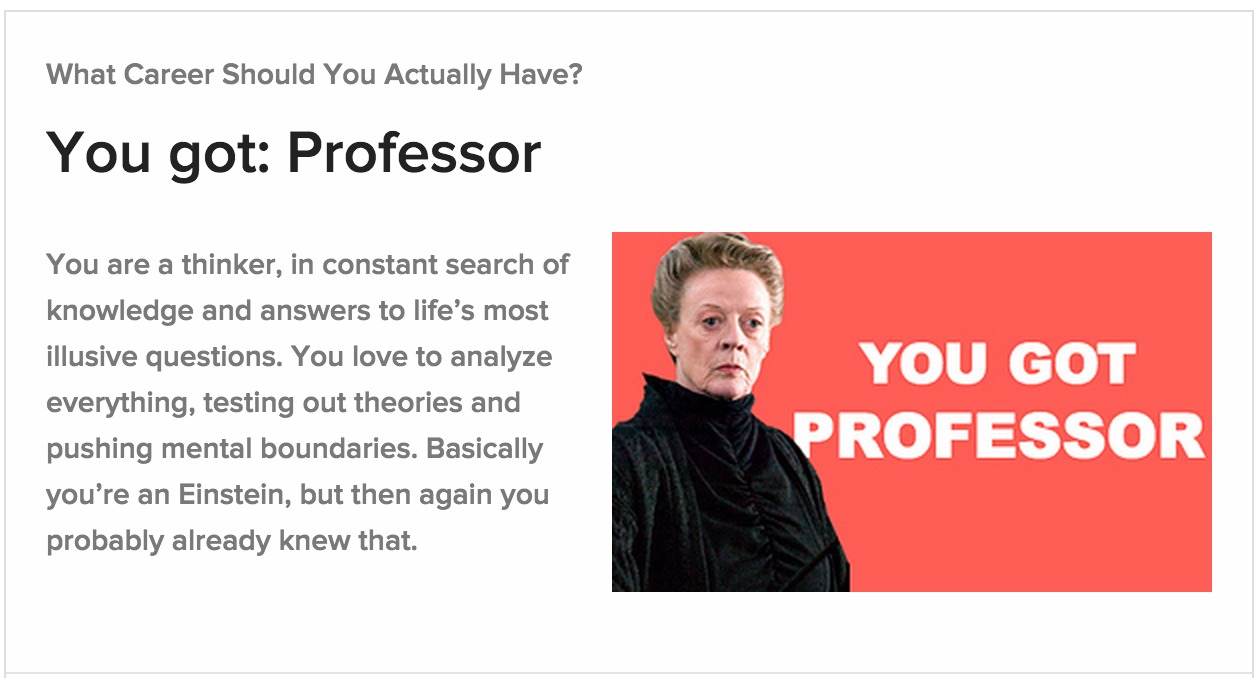 What Career Should You Actually Have?
You got: Professor
You are a thinker, in constant search of
knowledge and answers to life’s most
illusive questions. You love to analyze
everything, testing out theories and
pushing mental boundaries. Basically
you’re an Einstein, but then again you
probably already knew that.
YOU GOT
PROFESSOR